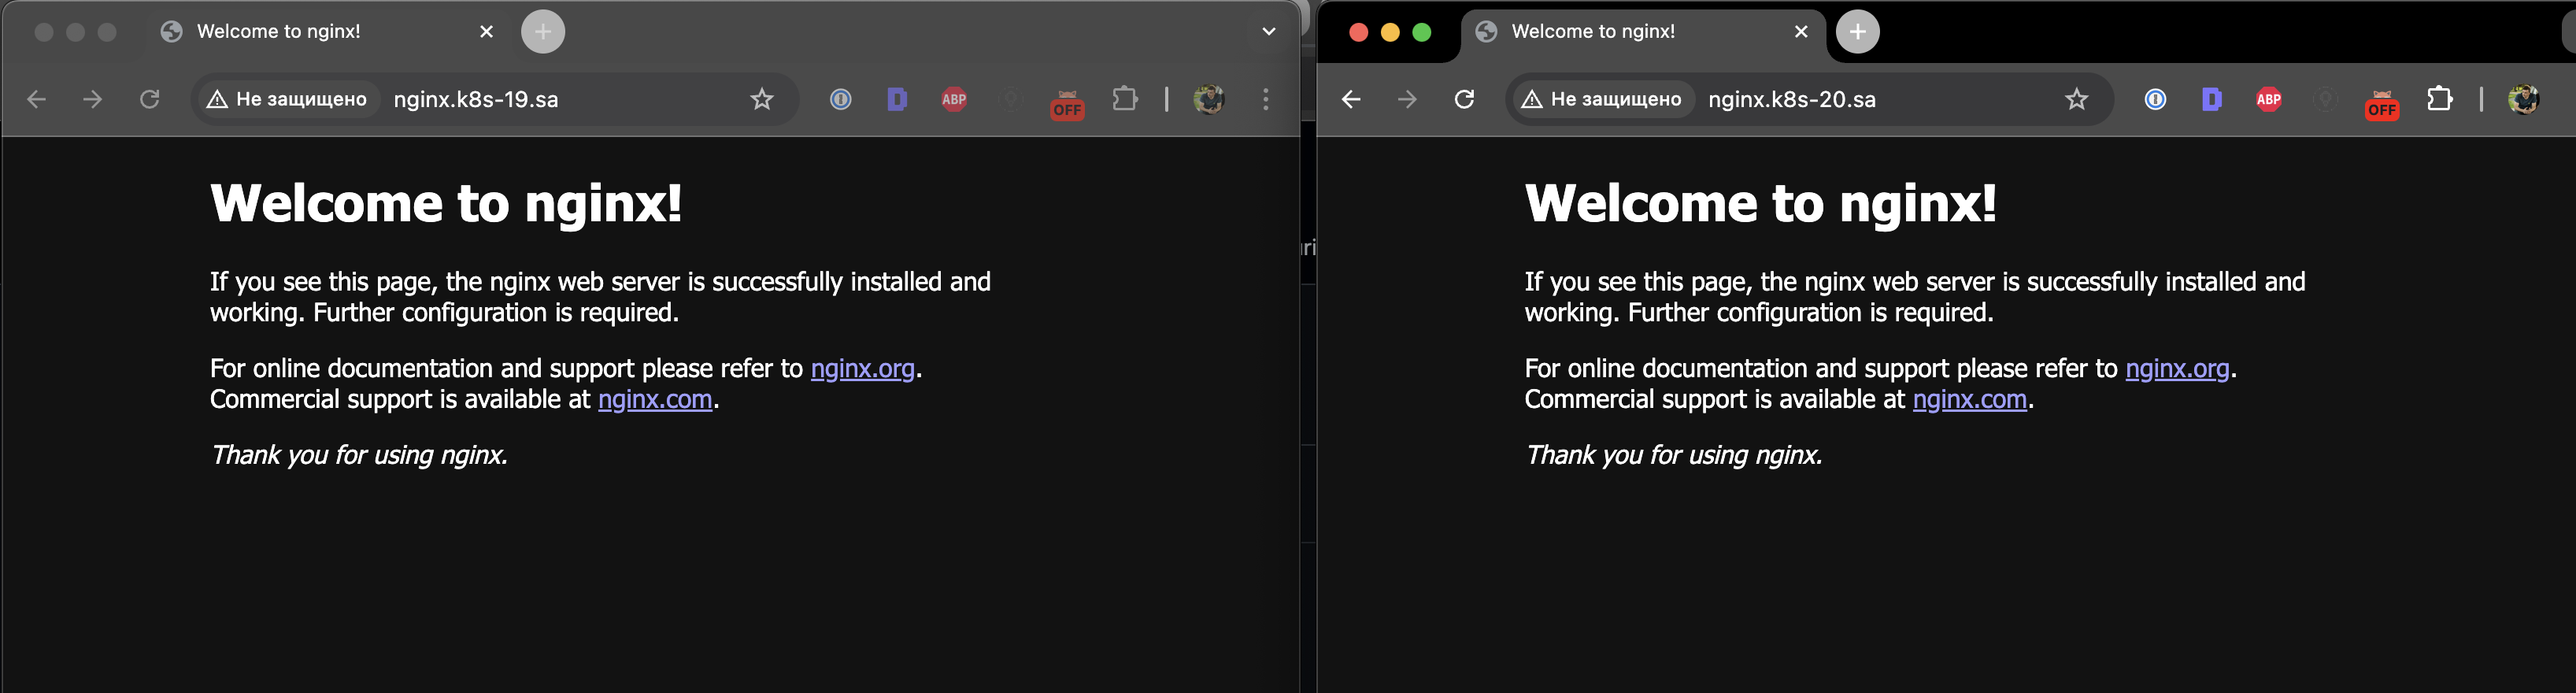 Welcome to nginx!
Не защищено
nginx.k8s-19.sa
ABP
OFF
Welcome to nginx!
If you see this page, the nginx web server is successfully installed and
working. Further configuration is required.
For online documentation and support please refer to nginx.org.
Commercial support is available at nginx.com.
Thank you for using nginx.
uri
Welcome to nginx!
Не защищено
nginx.k8s-20.sa
ABP
OFF
Welcome to nginx!
If you see this page, the nginx web server is successfully installed and
working. Further configuration is required.
For online documentation and support please refer to nginx.org.
Commercial support is available at nginx.com.
Thank you for using nginx.